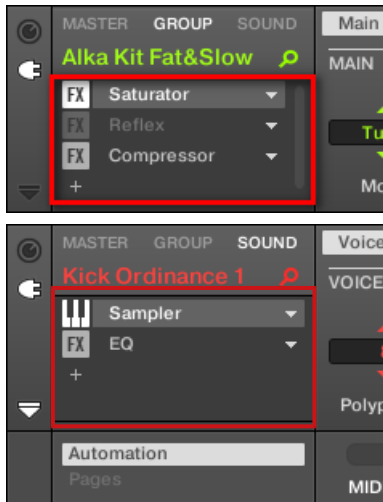 MASTER GROUP SOUND Main
Alka Kit Fat&Slow
MAIN
FX Saturator
FX Reflex
Tu
FX Compressor
+
Mo
MASTER GROUP SOUND Voice
Kick Ordinance 1
VOICE
Sampler
FX EQ
+
Polyp
Automation
Pages
MID